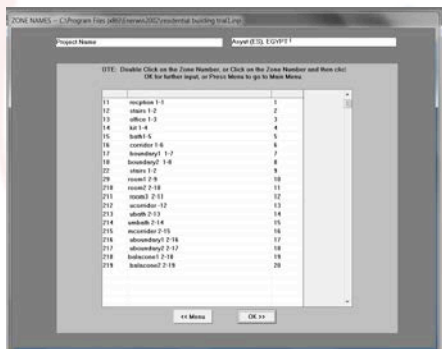 ZONE NAMES -- C:\Program Files (x86)\Enerwin2002\residential building trial1.inp
Project Name Asyut (ES), EGYPT !
OTE: Double Click on the Zone Number, or Click on the Zone Number and then clic!
OK for further input, or Press Menu to go to Main Menu
11 recption 1-1 1
12 stairs 1-2 2
13 office 1-3 3
14 kit 1-4 4
15 bath1-5 5
16 corridor 1-6 6
17 boundary1 1-7 7
18 boundary2 1-8 8
22 stairs 1-2 9
29 room1 2-9 10
210 room2 2-10 11
211 room3 2-11 12
212 ucorridor -12 13
213 ubath 2-13 14
214 umbath 2-14 15
215 mcorridor 2-15 16
216 uboundary1 2-16 17
217 uboundary2 2-17 18
218 balacone1 2-18 19
219 balacone2 2-19 20
<< Menu OK >>